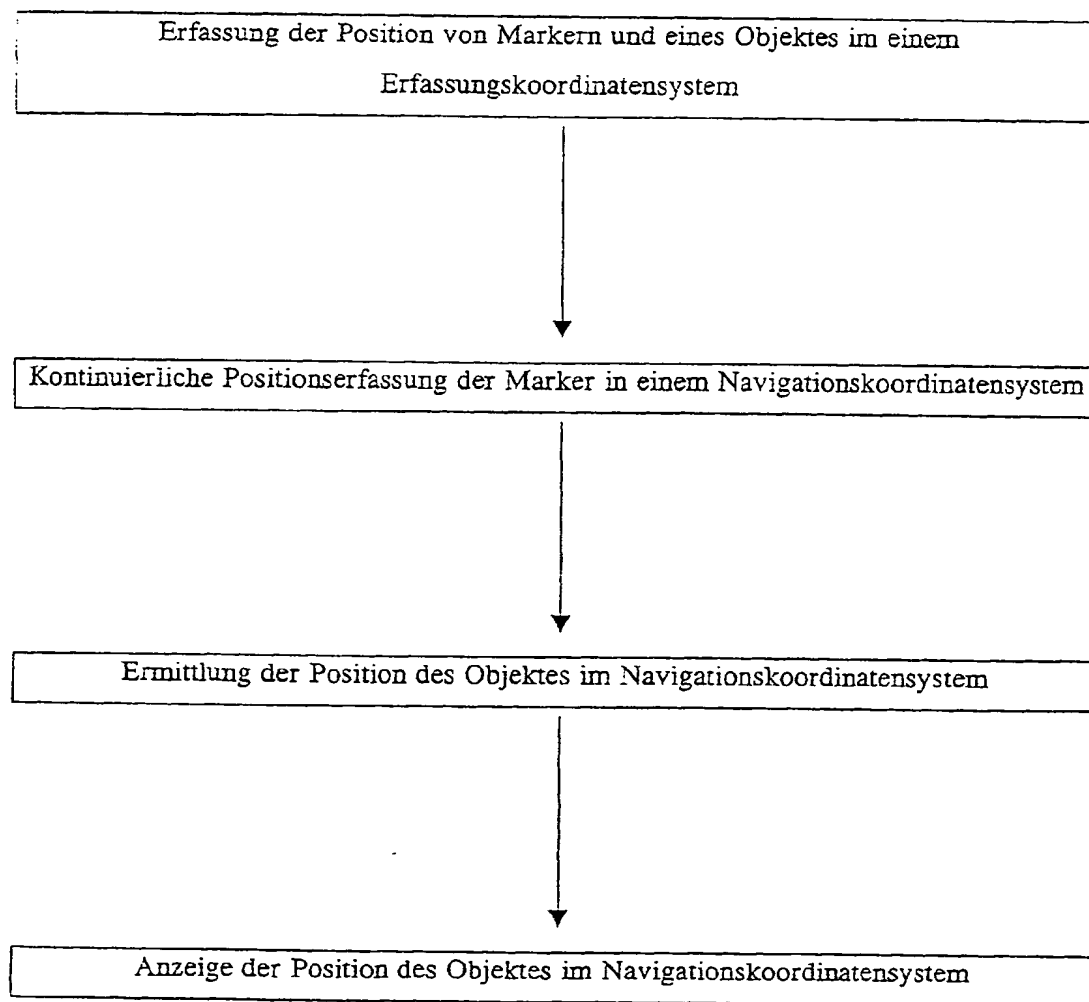 Erfassung der Position von Markern und eines Objektes im einem
Erfassungskoordinatensystem
Kontinuierliche Positionserfassung der Marker in einem Navigationskoordinatensystem
Ermittlung der Position des Objektes im Navigationskoordinatensystem
Anzeige der Position des Objektes im Navigationskoordinatensystem